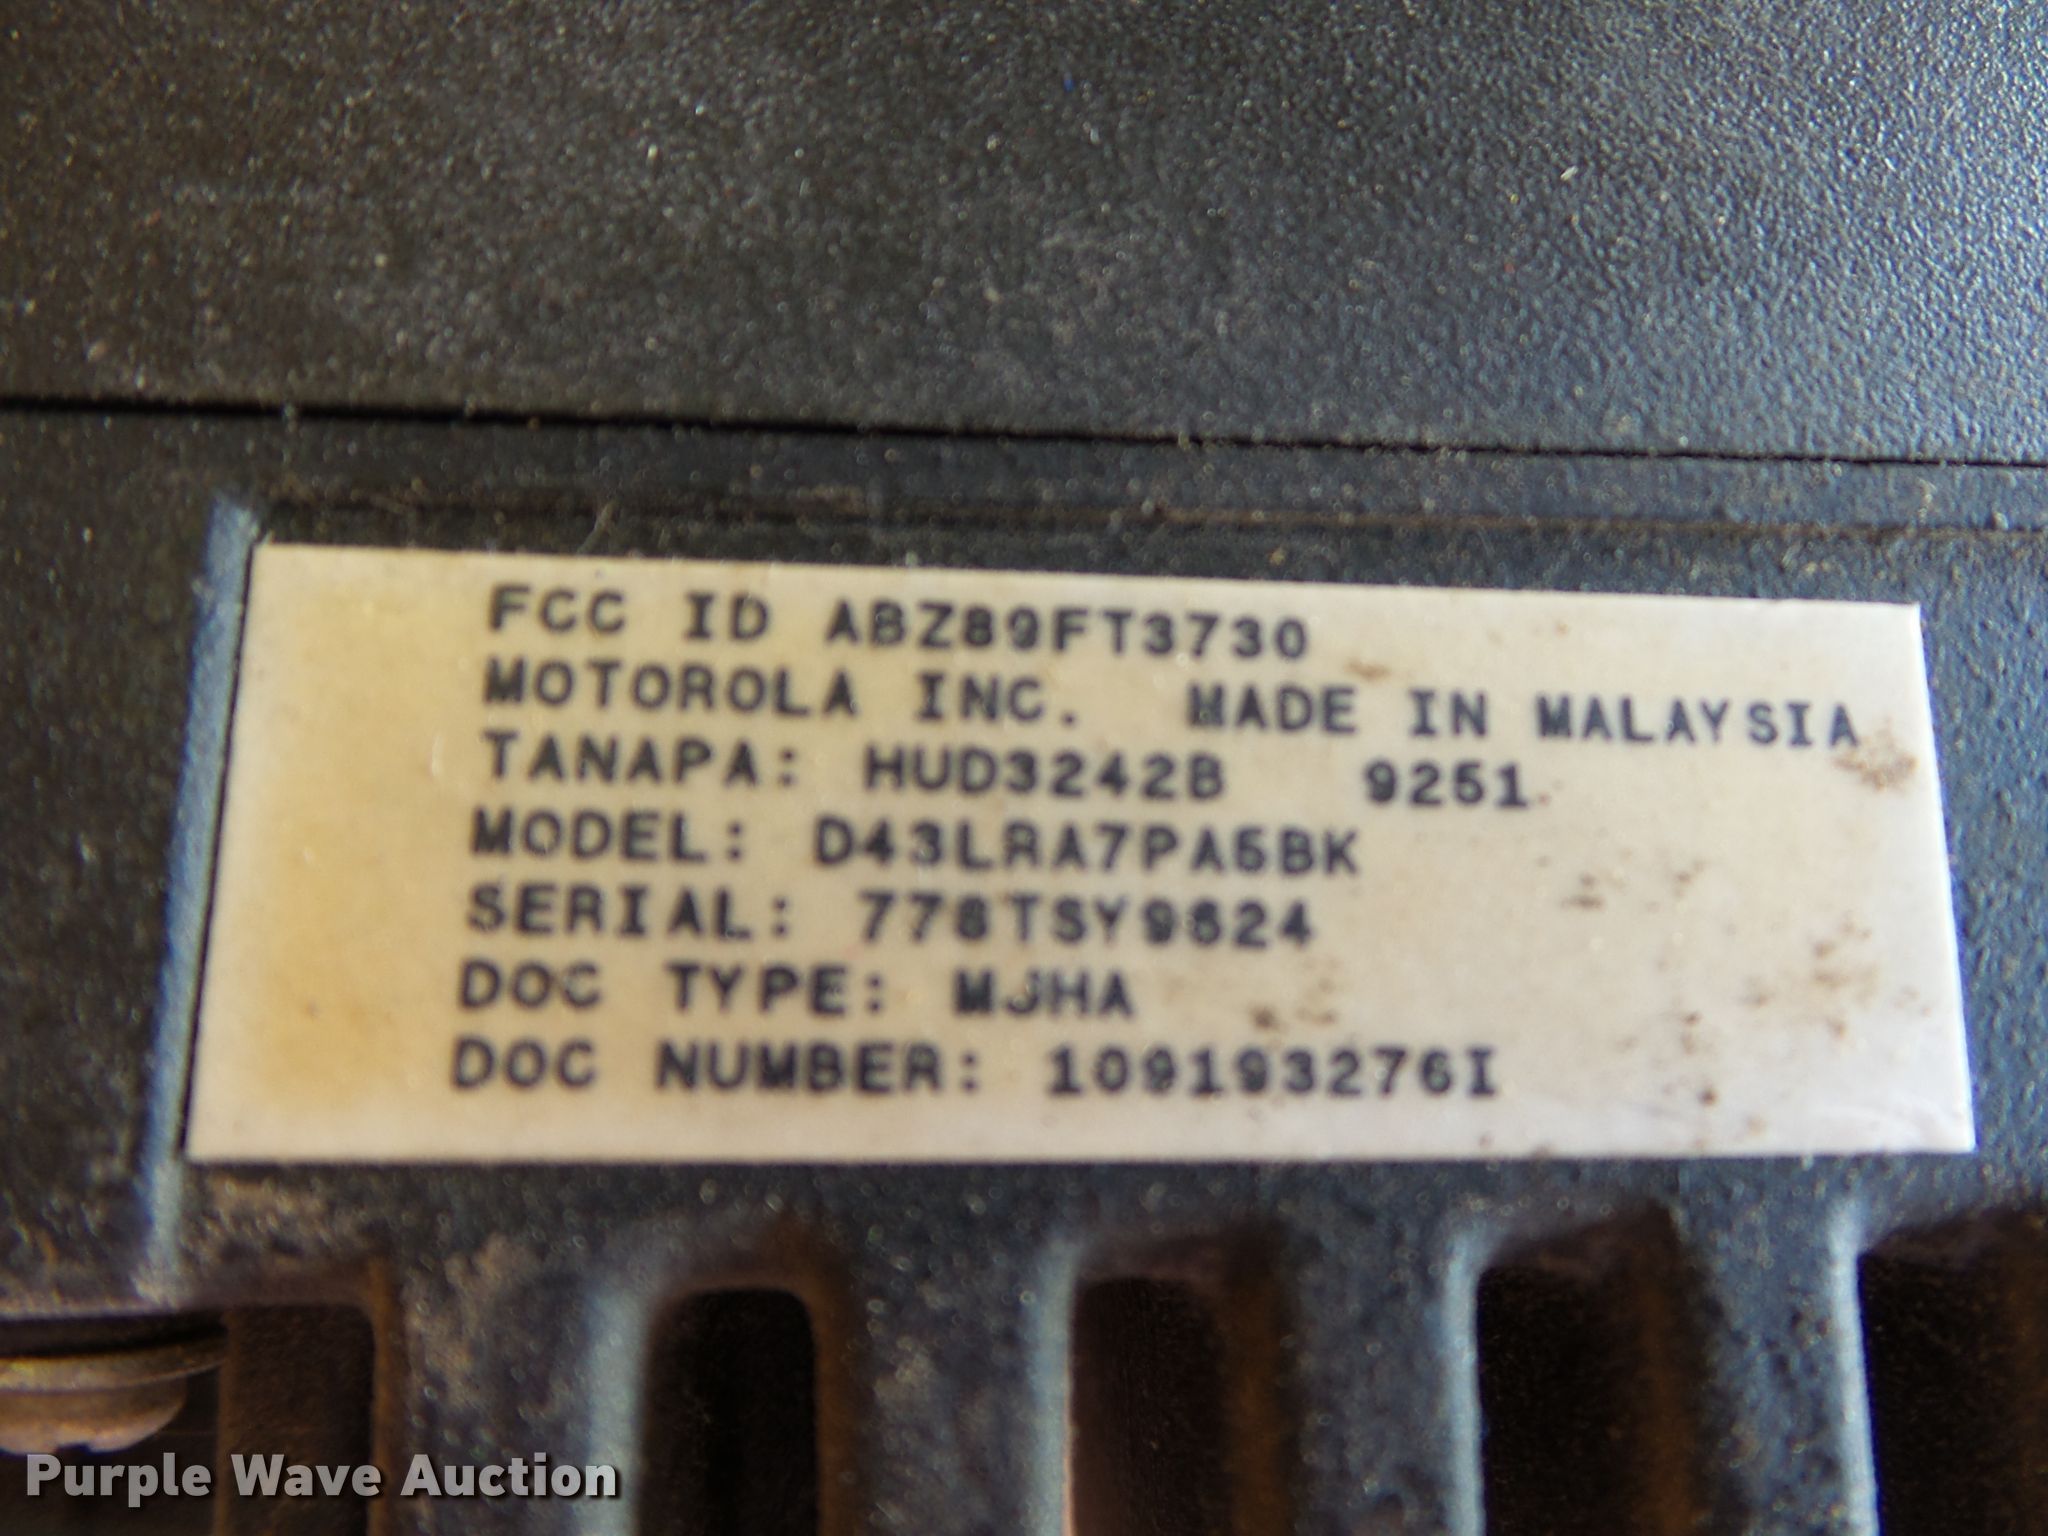 FCC ID ABZ89FT3730
MOTOROLA INC. MADE IN MALAYSIA
TANAPA: HUD3242B 9251
MODEL: D43LRA7PA5BK
SERIAL: 778TSY9624
DOC TYPE: MJHA
DOC NUMBER: 109193276I
Purple Wave Auction